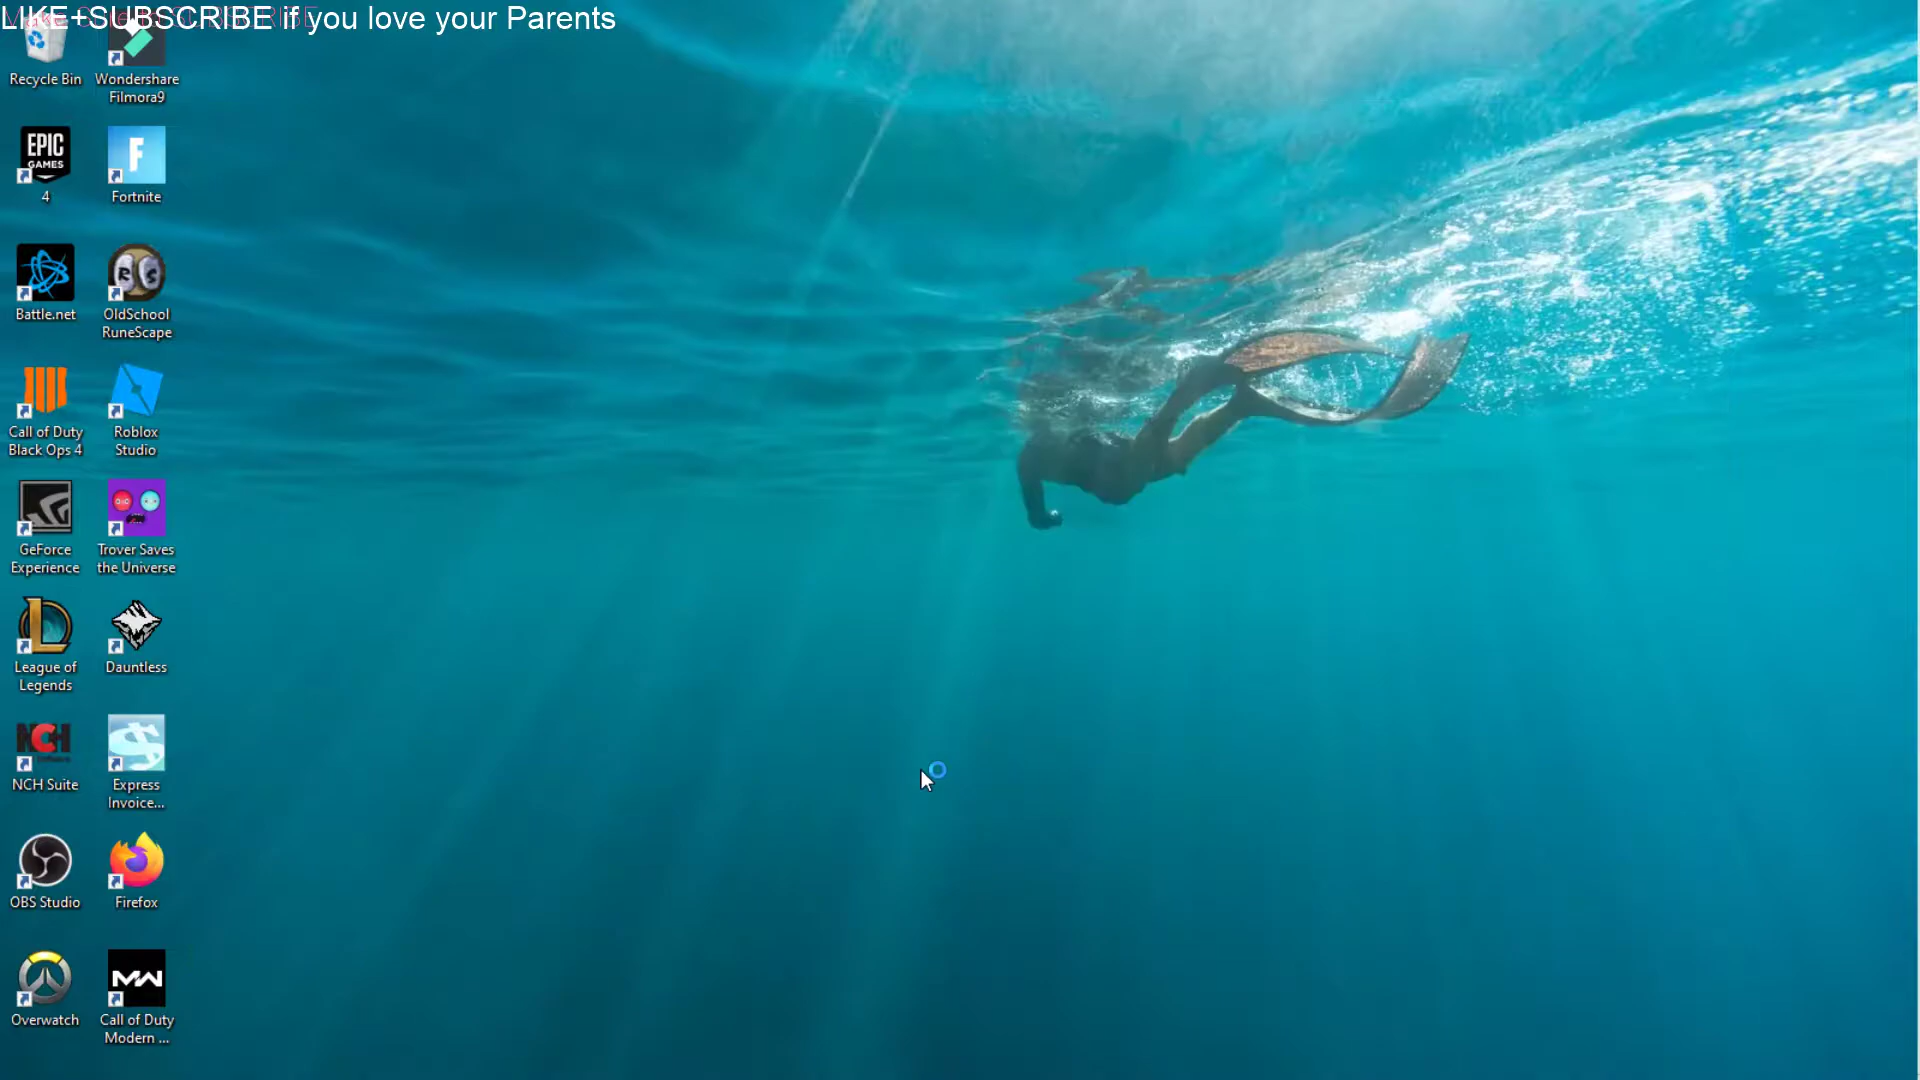 LIKE+SUBSCRIBE if you love your Parents
Recycle Bin
Wondershare
Filmora9
EPIC
GAMES
4
F
Fortnite
Battle.net
RS
OldSchool
RuneScape
Call of Duty
Black Ops 4
Roblox
Studio
GeForce
Experience
Trover Saves
the Universe
League of
Legends
Dauntless
NCH
NCH Suite
Express
Invoice...
OBS Studio
Firefox
Overwatch
MW
Call of Duty
Modern ...